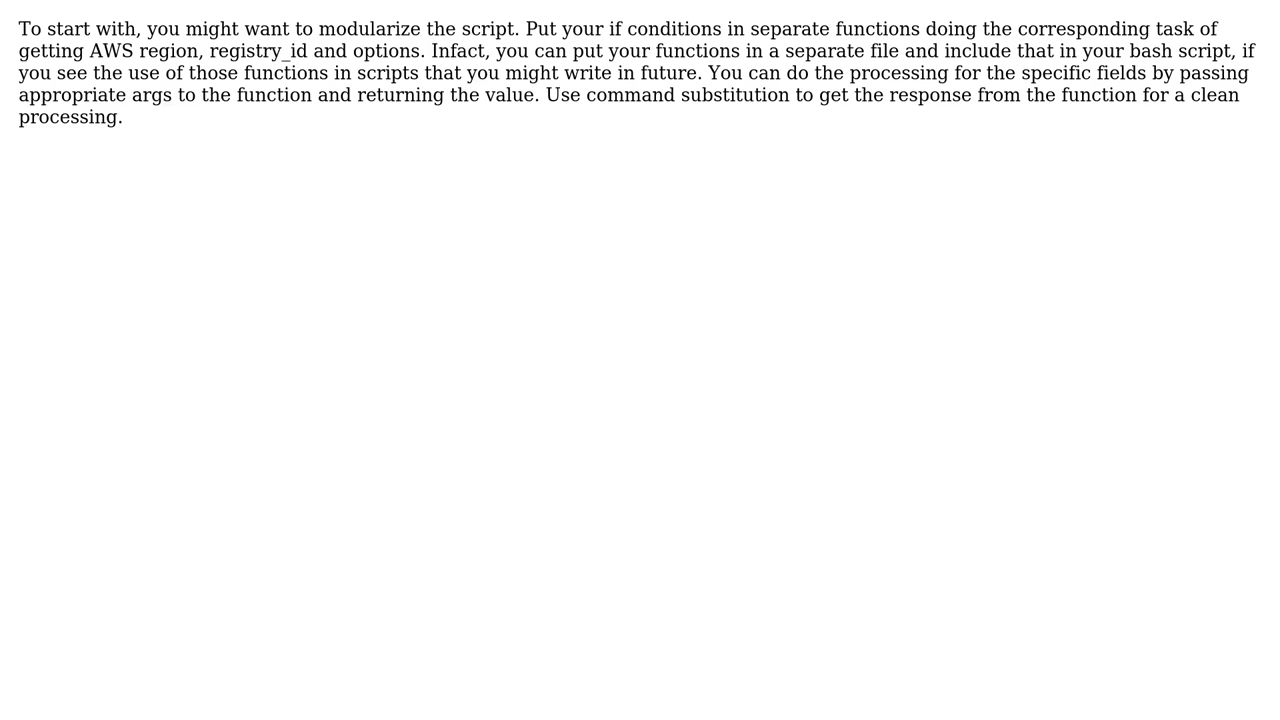 To start with, you might want to modularize the script. Put your if conditions in separate functions doing the corresponding task of
getting AWS region, registry_id and options. Infact, you can put your functions in a separate file and include that in your bash script, if
you see the use of those functions in scripts that you might write in future. You can do the processing for the specific fields by passing
appropriate args to the function and returning the value. Use command substitution to get the response from the function for a clean
processing.